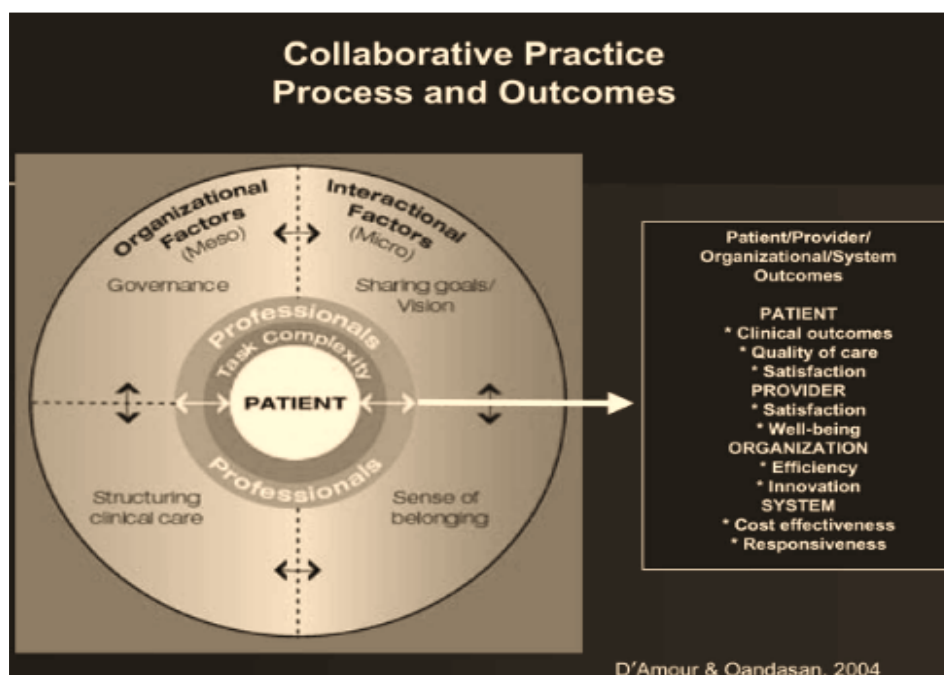 Collaborative Practice
Process and Outcomes
Organizational
Factors
(Meso)
Interactional
Factors
(Micro)
Governance
Sharing goals/
Vision
Professionals
Task Complexity
PATIENT
Professionals
Structuring
clinical care
Sense of
belonging
Patient/Provider/
Organizational/System
Outcomes
PATIENT
* Clinical outcomes
* Quality of care
* Satisfaction
PROVIDER
* Satisfaction
* Well-being
ORGANIZATION
* Efficiency
* Innovation
SYSTEM
* Cost effectiveness
* Responsiveness
D'Amour & Oandasan, 2004